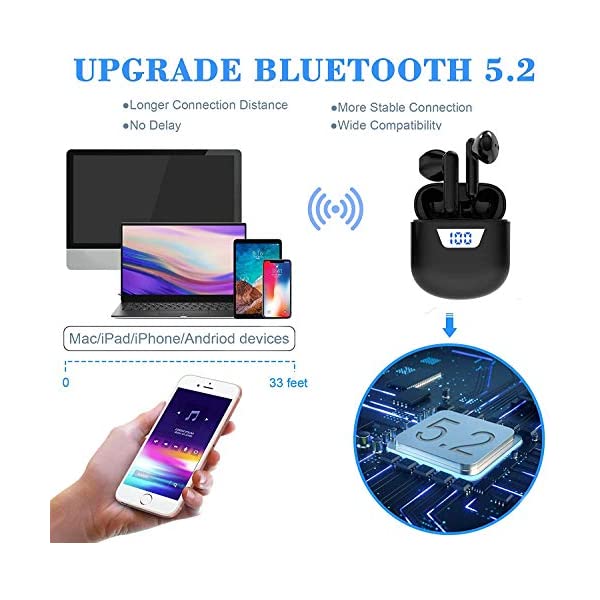 UPGRADE BLUETOOTH 5.2
●Longer Connection Distance
●No Delay
●More Stable Connection
●Wide Compatibility
100
Mac/iPad/iPhone/Andriod devices
0
33 feet
5.2